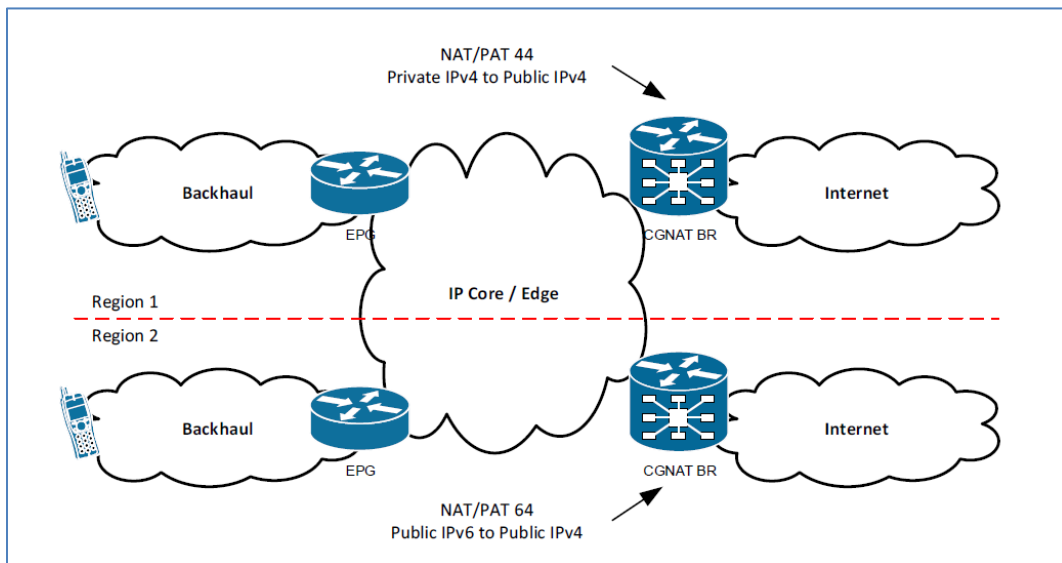 NAT/PAT 44
Private IPv4 to Public IPv4
Backhaul
EPG
CGNAT BR
Internet
IP Core / Edge
Region 1
Region 2
Backhaul
EPG
CGNAT BR
Internet
NAT/PAT 64
Public IPv6 to Public IPv4